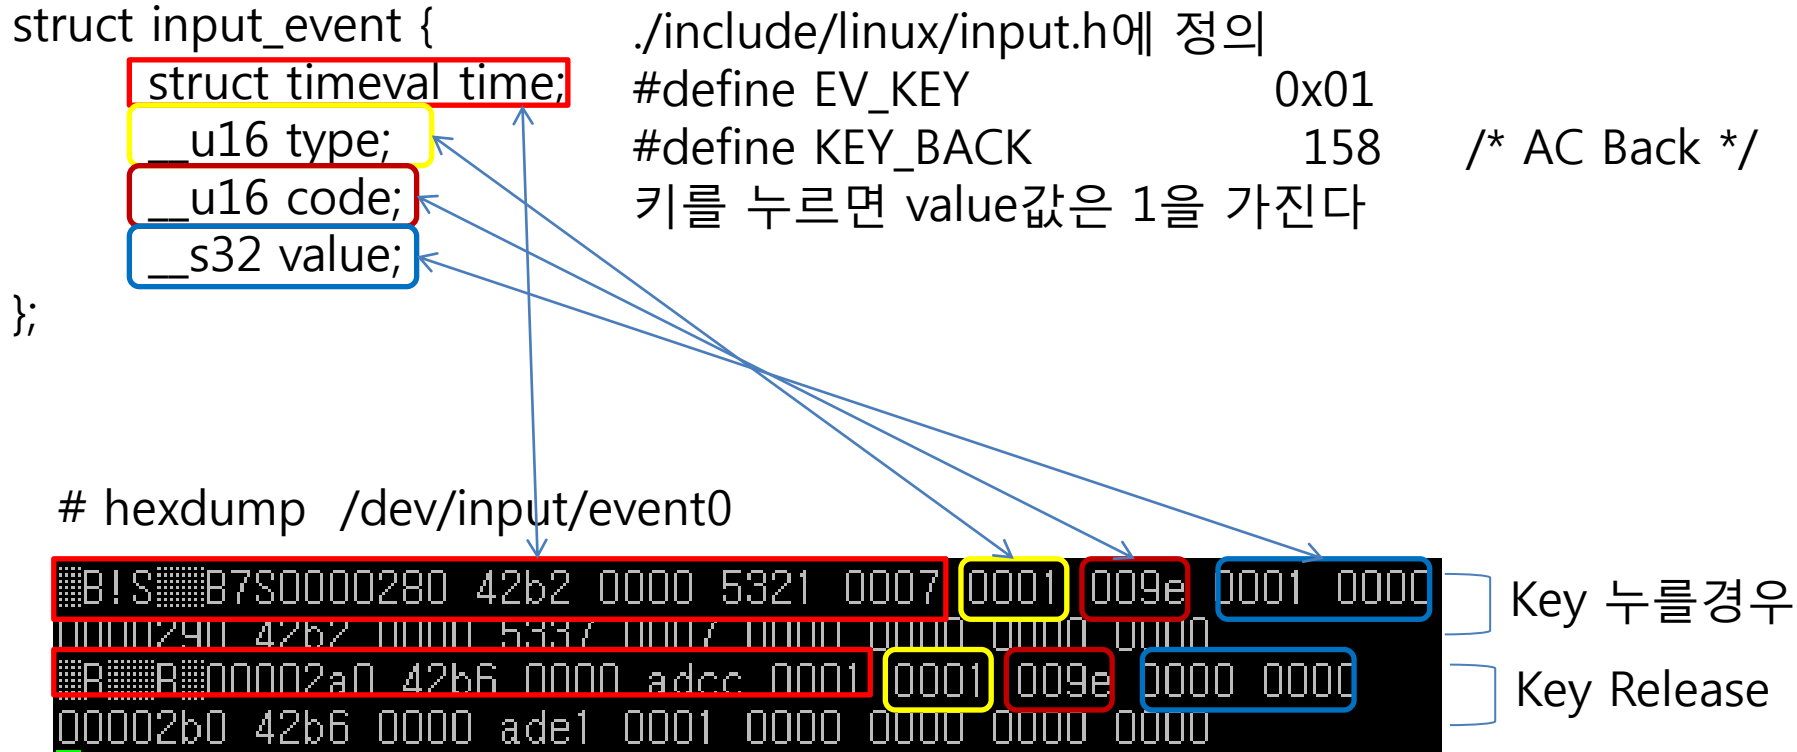 struct input_event {
struct timeval time;
__u16 type;
__u16 code;
__s32 value;
};
./include/linux/input.h에 정의
#define EV_KEY 0x01
#define KEY_BACK 158 /* AC Back */
키를 누르면 value값은 1을 가진다
# hexdump /dev/input/event0
▒B!S▒▒B7S0000280 42b2 0000 5321 0007 0001 009e 0001 0000
0000290 42b2 0000 5337 0007 0000 0000 0000 0000
▒B▒▒B▒00002a0 42b6 0000 adcc 0001 0001 009e 0000 0000
00002b0 42b6 0000 ade1 0001 0000 0000 0000 0000
Key 누를경우
Key Release